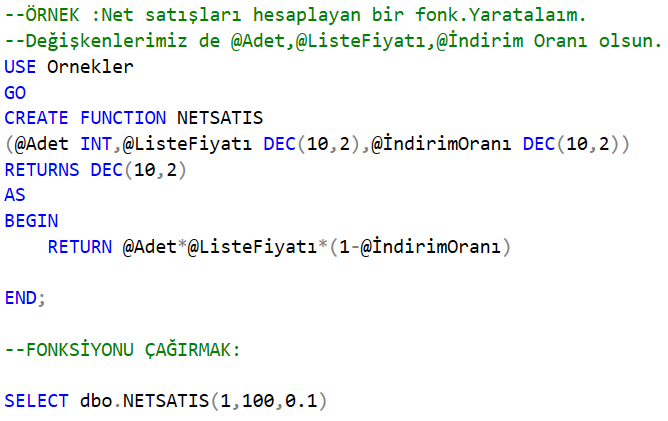 --ÖRNEK :Net satışları hesaplayan bir fonk.Yaratalaım.
--Değişkenlerimiz de @Adet,@ListeFiyatı,@İndirim Oranı olsun.
USE Ornekler
GO
CREATE FUNCTION NETSATIS
(@Adet INT,@ListeFiyatı DEC(10,2),@İndirimOranı DEC(10,2))
RETURNS DEC(10,2)
AS
BEGIN
    RETURN @Adet*@ListeFiyatı*(1-@İndirimOranı)
END;
--FONKSİYONU ÇAĞIRMAK:
SELECT dbo.NETSATIS(1,100,0.1)